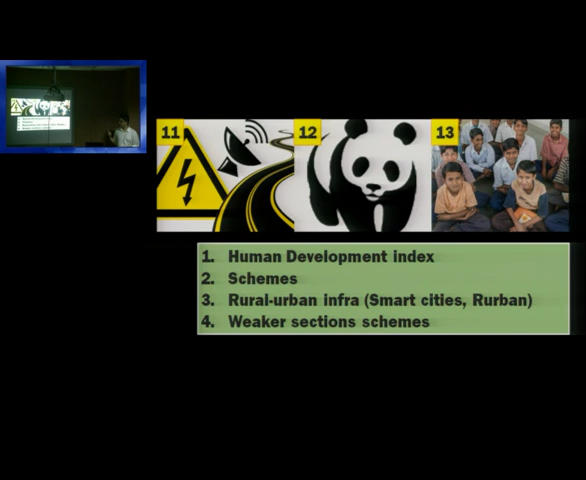 11
12
13
1. Human Development index
2. Schemes
3. Rural-urban infra (Smart cities, Rurban)
4. Weaker sections schemes